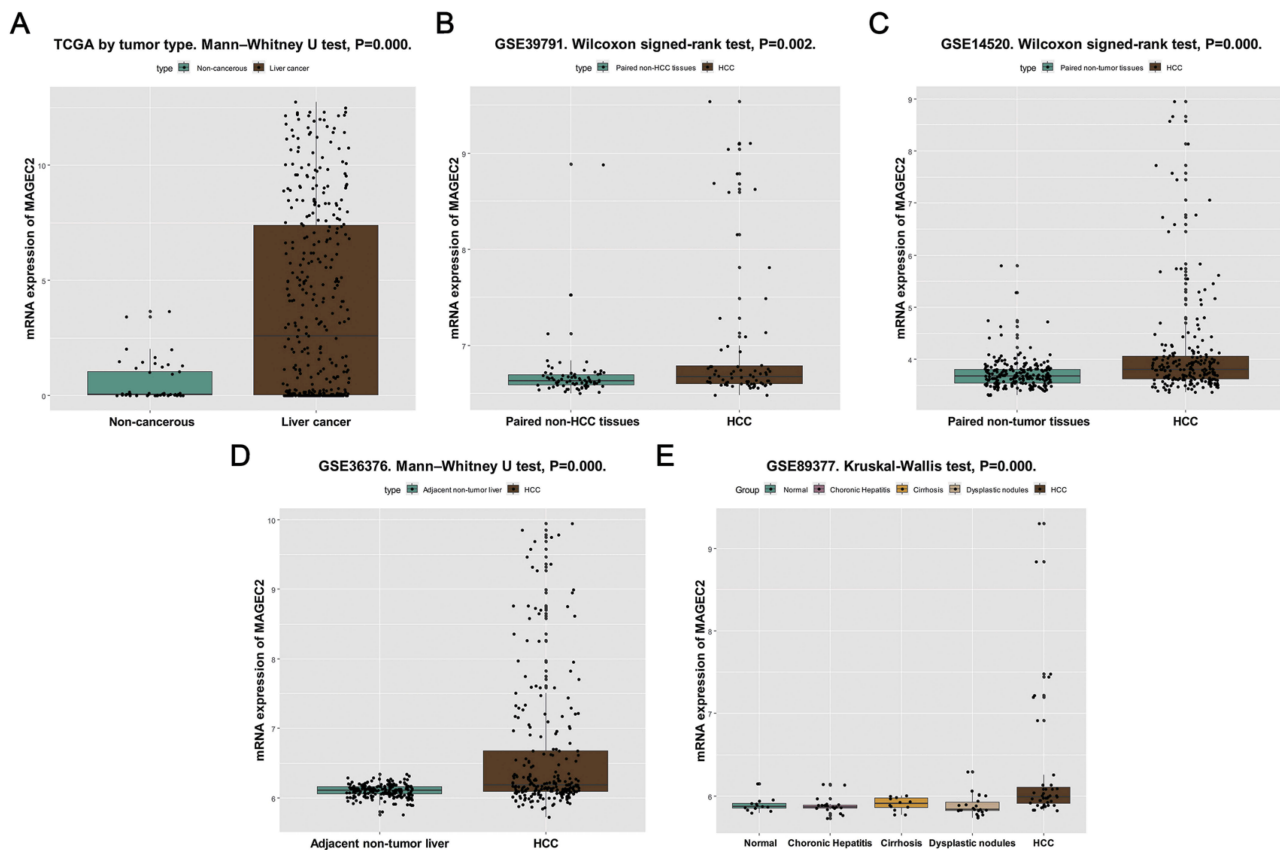 A
TCGA by tumor type. Mann–Whitney U test, P=0.000.
type Non-cancerous Liver cancer
mRNA expression of MAGEC2
10
5
0
Non-cancerous Liver cancer
B
GSE39791. Wilcoxon signed-rank test, P=0.002.
type Paired non-HCC tissues HCC
mRNA expression of MAGEC2
9
8
7
Paired non-HCC tissues HCC
C
GSE14520. Wilcoxon signed-rank test, P=0.000.
type Paired non-tumor tissues HCC
mRNA expression of MAGEC2
9
8
7
6
5
4
Paired non-tumor tissues HCC
D
GSE36376. Mann–Whitney U test, P=0.000.
type Adjacent non-tumor liver HCC
mRNA expression of MAGEC2
10
9
8
7
6
Adjacent non-tumor liver HCC
E
GSE89377. Kruskal-Wallis test, P=0.000.
Group Normal Choronic Hepatitis Cirrhosis Dysplastic nodules HCC
mRNA expression of MAGEC2
9
8
7
6
Normal Choronic Hepatitis Cirrhosis Dysplastic nodules HCC